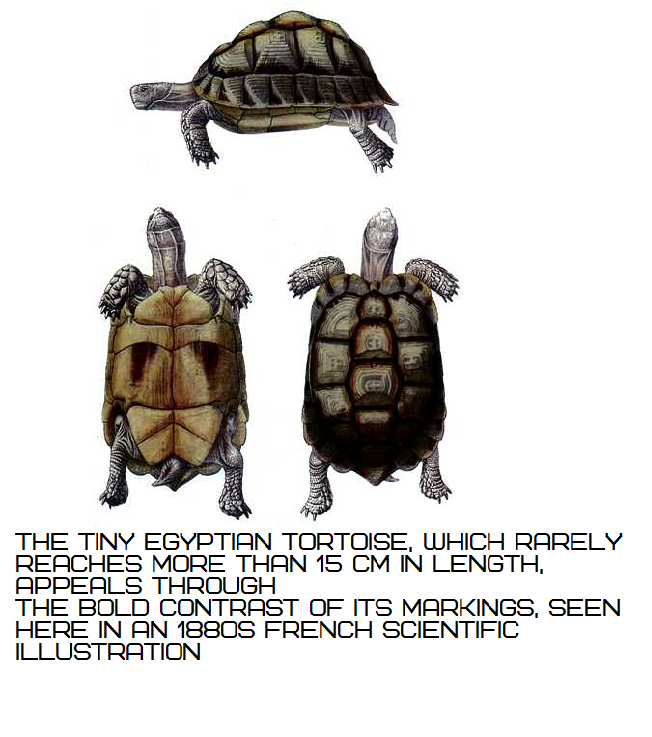 THE TINY EGYPTIAN TORTOISE, WHICH RARELY
REACHES MORE THAN 15 CM IN LENGTH,
APPEALS THROUGH
THE BOLD CONTRAST OF ITS MARKINGS, SEEN
HERE IN AN 1880S FRENCH SCIENTIFIC
ILLUSTRATION